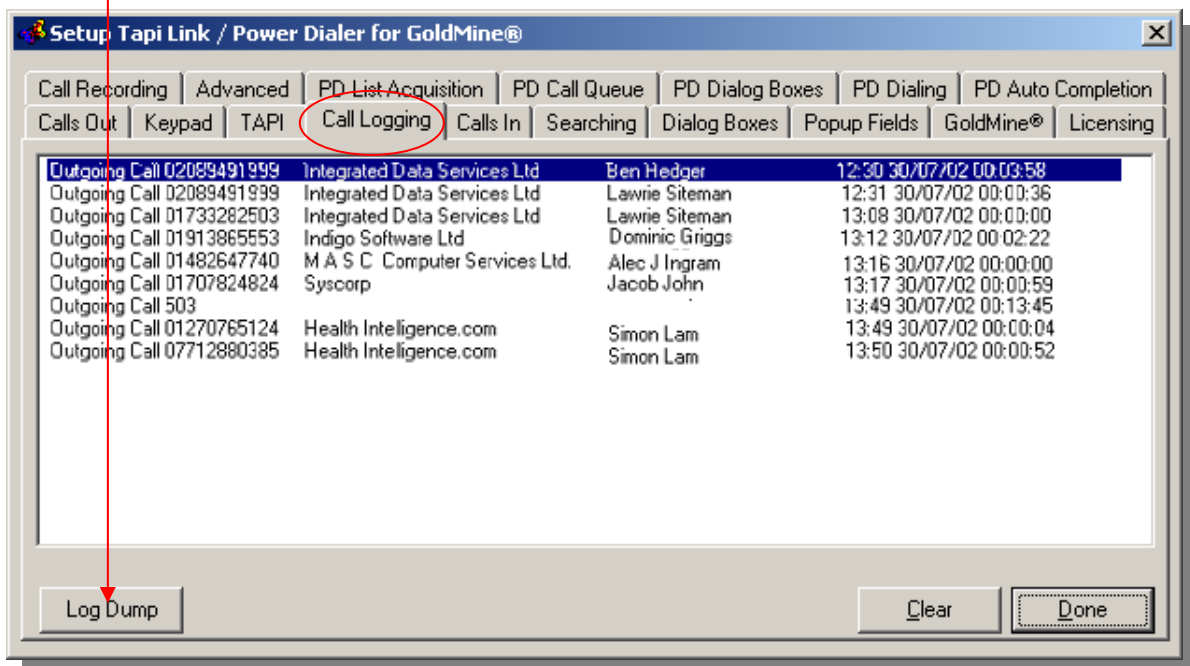 Setup Tapi Link / Power Dialer for GoldMine®
Call Recording Advanced PD List Acquisition PD Call Queue PD Dialog Boxes PD Dialing PD Auto Completion
Calls Out Keypad TAPI Call Logging Calls In Searching Dialog Boxes Popup Fields GoldMine® Licensing
Outgoing Call 02089491999 Integrated Data Services Ltd Ben Hedger 12:30 30/07/02 00:03:58
Outgoing Call 02089491999 Integrated Data Services Ltd Lawrie Siteman 12:31 30/07/02 00:00:36
Outgoing Call 01733282503 Integrated Data Services Ltd Lawrie Siteman 13:08 30/07/02 00:00:00
Outgoing Call 01913865553 Indigo Software Ltd Dominic Griggs 13:12 30/07/02 00:02:22
Outgoing Call 01482647740 M A S C Computer Services Ltd. Alec J Ingram 13:16 30/07/02 00:00:00
Outgoing Call 01707824824 Syscorp Jacob John 13:17 30/07/02 00:00:59
Outgoing Call 503 13:49 30/07/02 00:13:45
Outgoing Call 01270765124 Health Intelligence.com Simon Lam 13:49 30/07/02 00:00:04
Outgoing Call 07712880385 Health Intelligence.com Simon Lam 13:50 30/07/02 00:00:52
Log Dump Clear Done